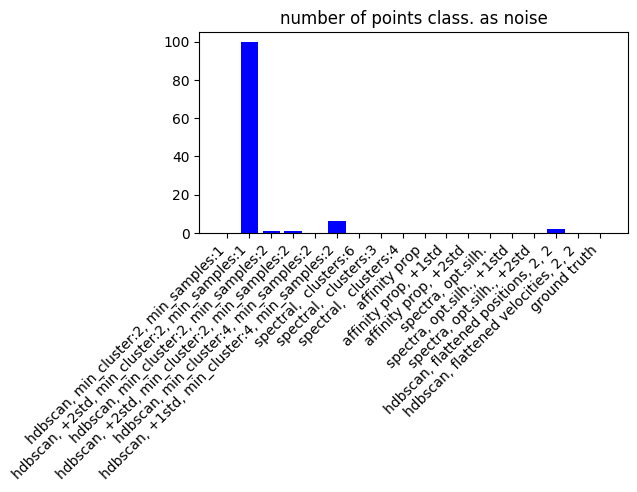 number of points class. as noise
100
80
60
40
20
0
hdbscan, min_cluster:2, min_samples:1
hdbscan, +2std, min_cluster:2, min_samples:1
hdbscan, min_cluster:2, min_samples:2
hdbscan, +2std, min_cluster:2, min_samples:2
hdbscan, min_cluster:4, min_samples:2
hdbscan, +1std, min_cluster:4, min_samples:2
spectral,  clusters:6
spectral,  clusters:3
spectral,  clusters:4
affinity prop
affinity prop, +1std
affinity prop, +2std
spectra, opt.silh.
spectra, opt.silh., +1std
spectra, opt.silh., +2std
hdbscan, flattened positions, 2, 2
hdbscan, flattened velocities, 2, 2
ground truth